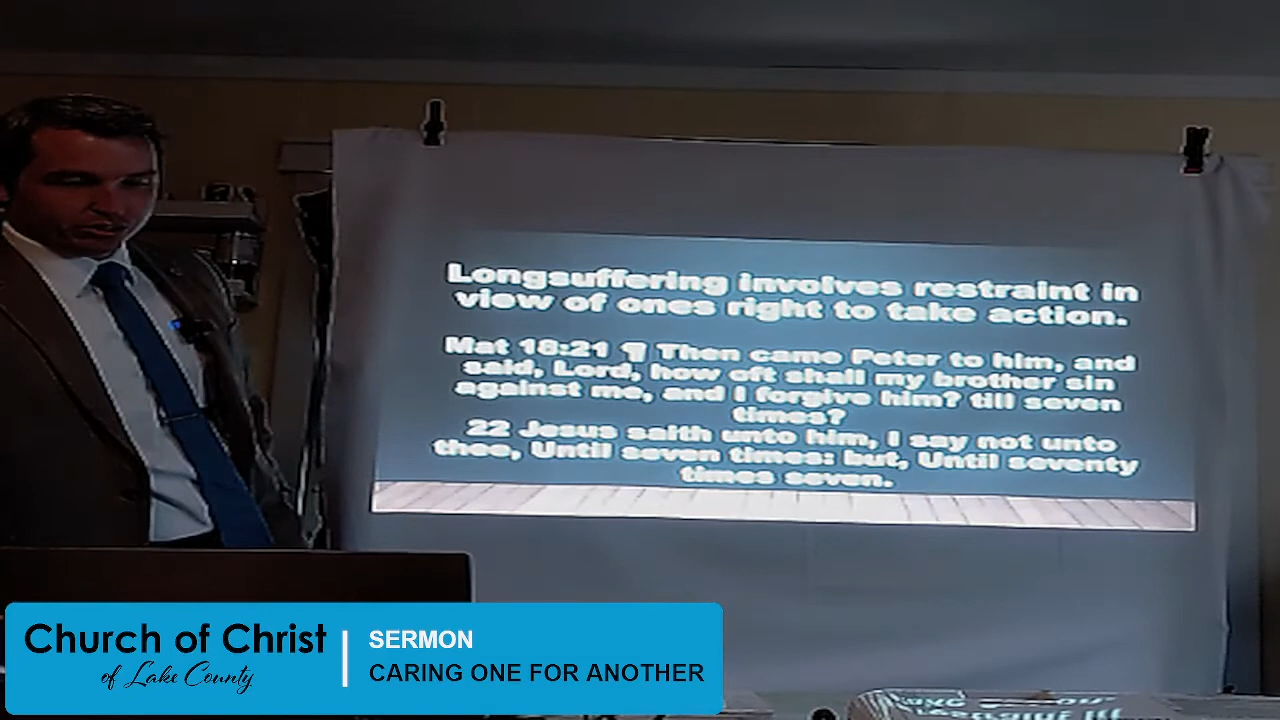 Longsuffering involves restraint in
view of ones right to take action.
Mat 18:21 ¶ Then came Peter to him, and
said, Lord, how oft shall my brother sin
against me, and I forgive him? till seven
times?
22 Jesus saith unto him, I say not unto
thee, Until seven times: but, Until seventy
times seven.
Church of Christ
of Lake County
SERMON
CARING ONE FOR ANOTHER